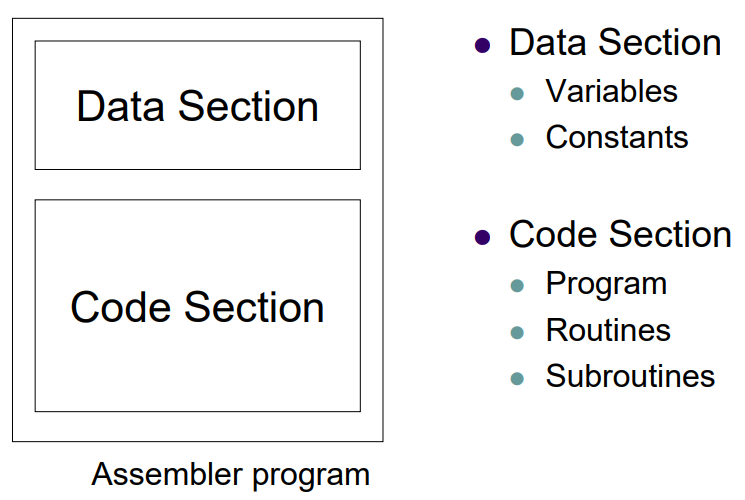 Data Section
Code Section
Assembler program
Data Section
Variables
Constants
Code Section
Program
Routines
Subroutines